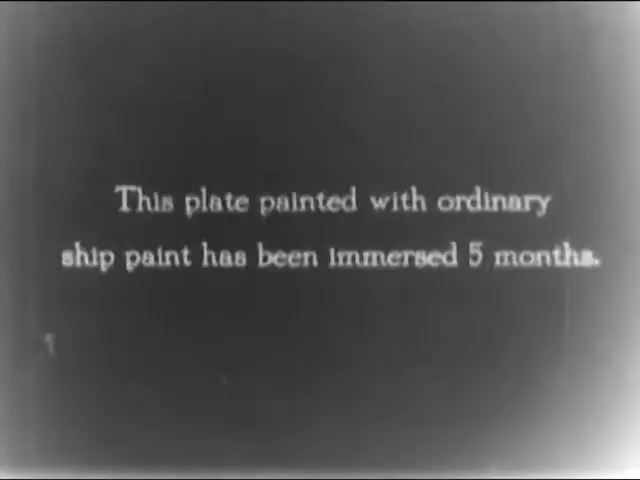 This plate painted with ordinary
ship paint has been immersed 5 months.